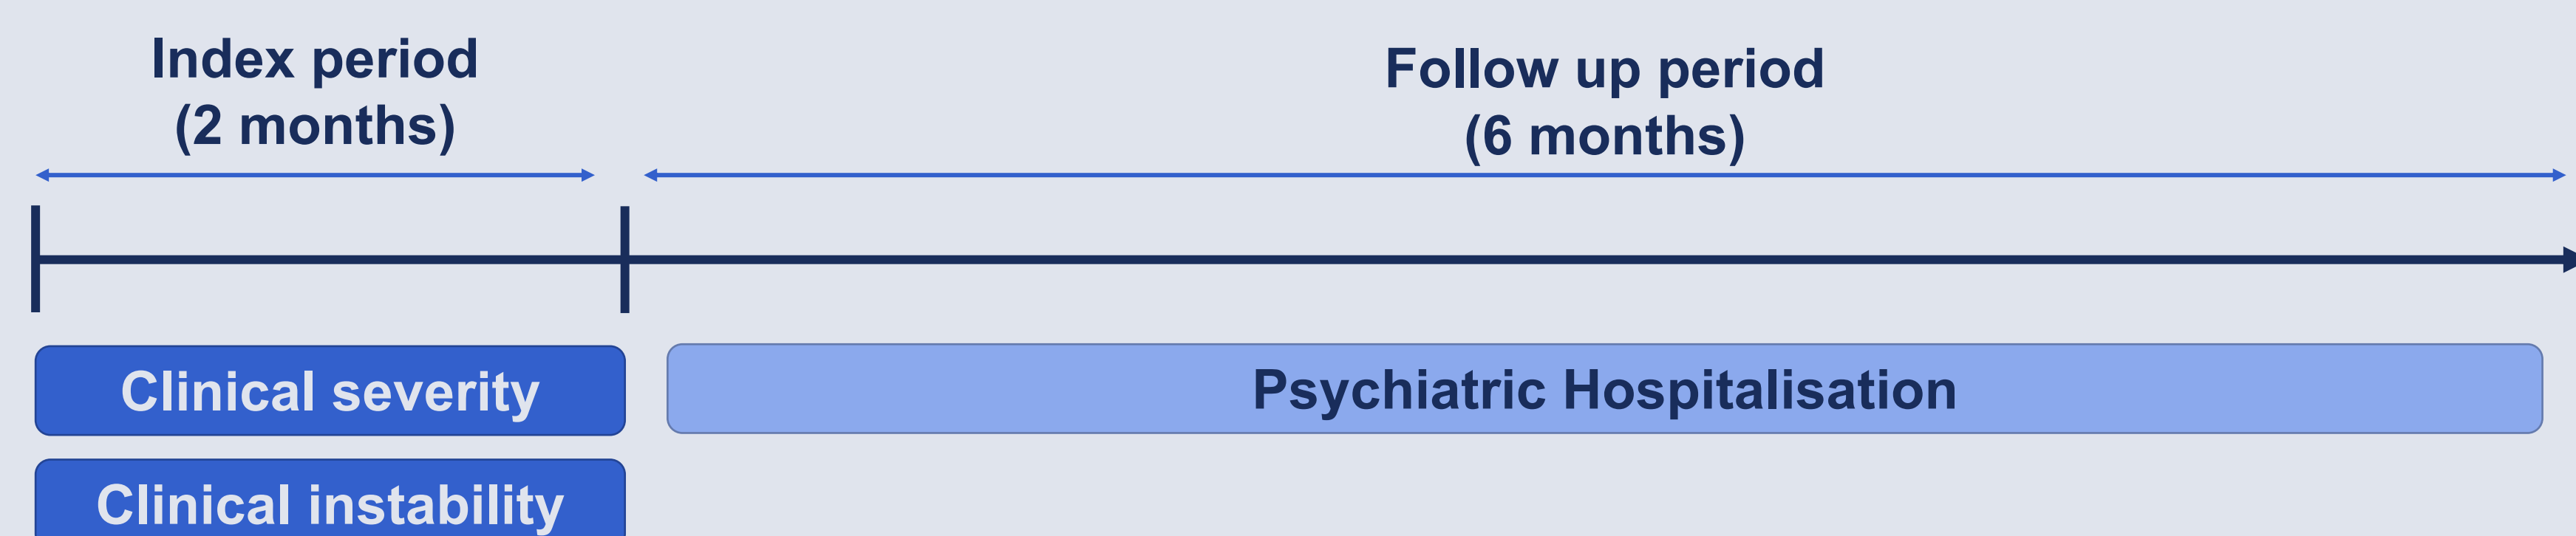 Index period
(2 months)
Follow up period
(6 months)
Clinical severity
Psychiatric Hospitalisation
Clinical instability